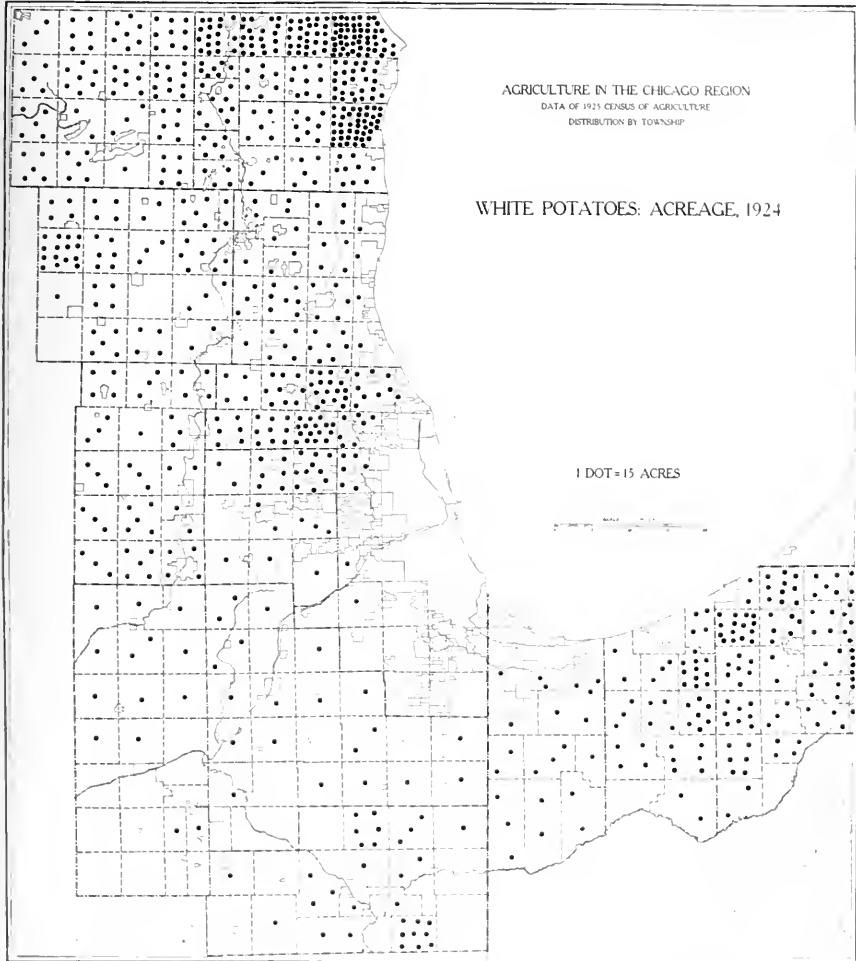 AGRICULTURE IN THE CHICAGO REGION
DATA OF 1925 CENSUS OF AGRICULTURE
DISTRIBUTION BY TOWNSHIP
WHITE POTATOES: ACREAGE, 1924
1 DOT = 15 ACRES